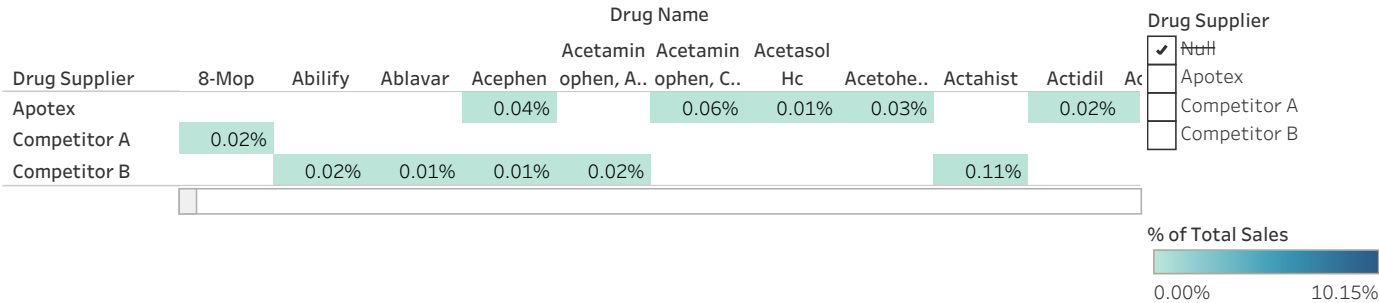 Drug Name
Drug Supplier
Null
Apotex
Competitor A
Competitor B
Drug Supplier 8-Mop Abilify Ablavar Acephen Acetamin ophen, A.. Acetamin ophen, C.. Acetasol Hc Acetohe.. Actahist Actidil Ac
Apotex 0.04% 0.06% 0.01% 0.03% 0.02%
Competitor A 0.02%
Competitor B 0.02% 0.01% 0.01% 0.02% 0.11%
% of Total Sales
0.00% 10.15%